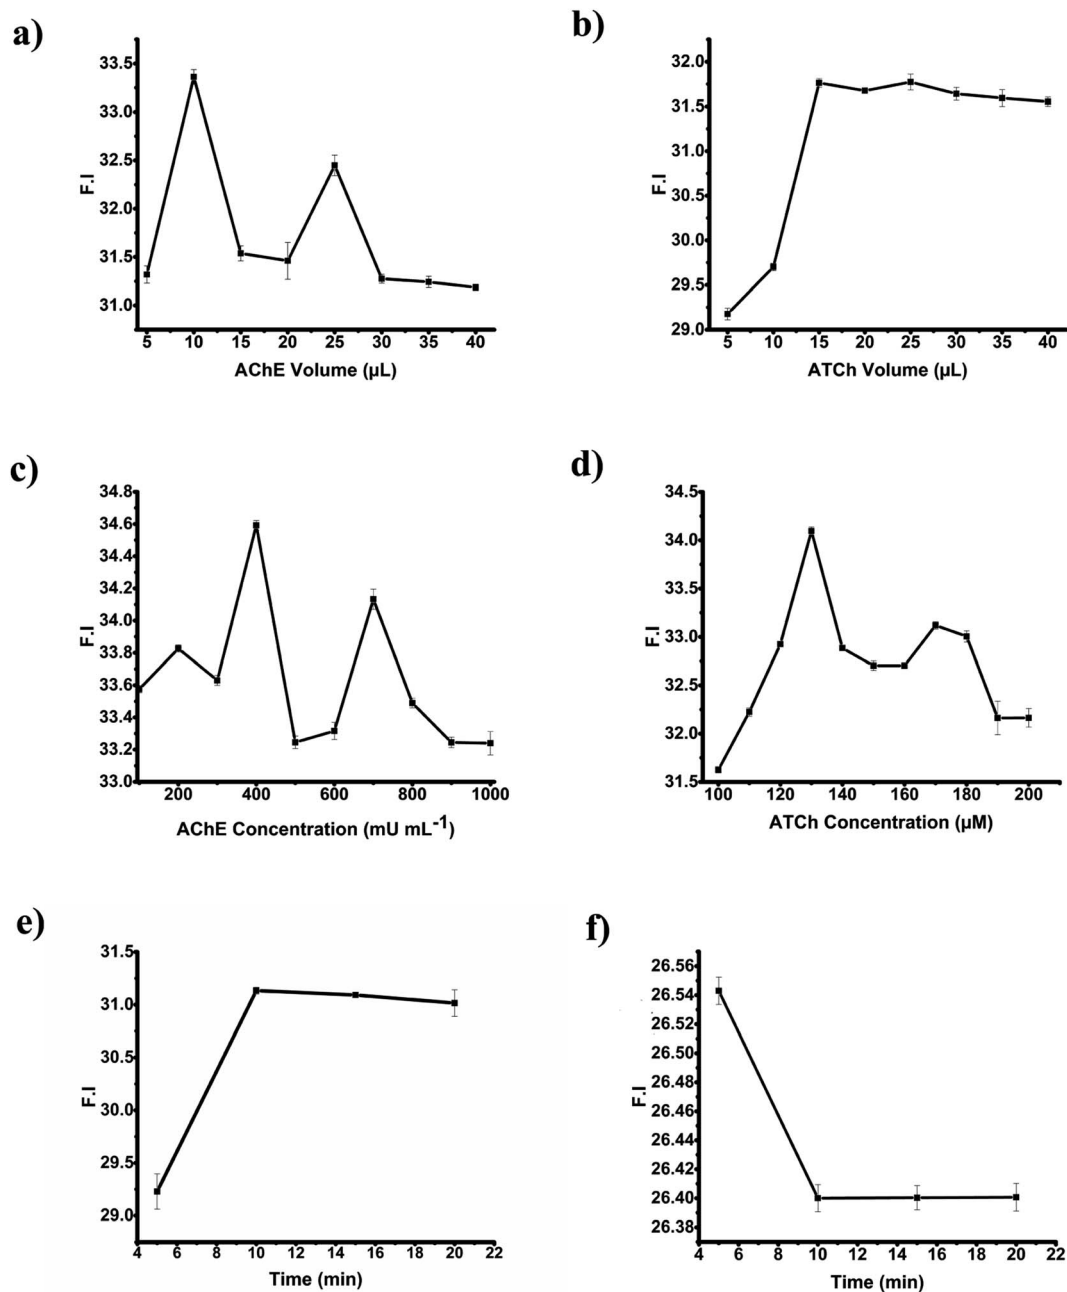 a)
33.5
33.0
32.5
32.0
31.5
31.0
F.I
5 10 15 20 25 30 35 40
AChE Volume (µL)
b)
32.0
31.5
31.0
30.5
30.0
29.5
29.0
F.I
5 10 15 20 25 30 35 40
ATCh Volume (µL)
c)
34.8
34.6
34.4
34.2
34.0
33.8
33.6
33.4
33.2
33.0
F.I
200 400 600 800 1000
AChE Concentration (mU mL⁻¹)
d)
34.5
34.0
33.5
33.0
32.5
32.0
31.5
F.I
100 120 140 160 180 200
ATCh Concentration (µM)
e)
31.5
31.0
30.5
30.0
29.5
29.0
F.I
4 6 8 10 12 14 16 18 20 22
Time (min)
f)
26.56
26.54
26.52
26.50
26.48
26.46
26.44
26.42
26.40
26.38
F.I
4 6 8 10 12 14 16 18 20 22
Time (min)